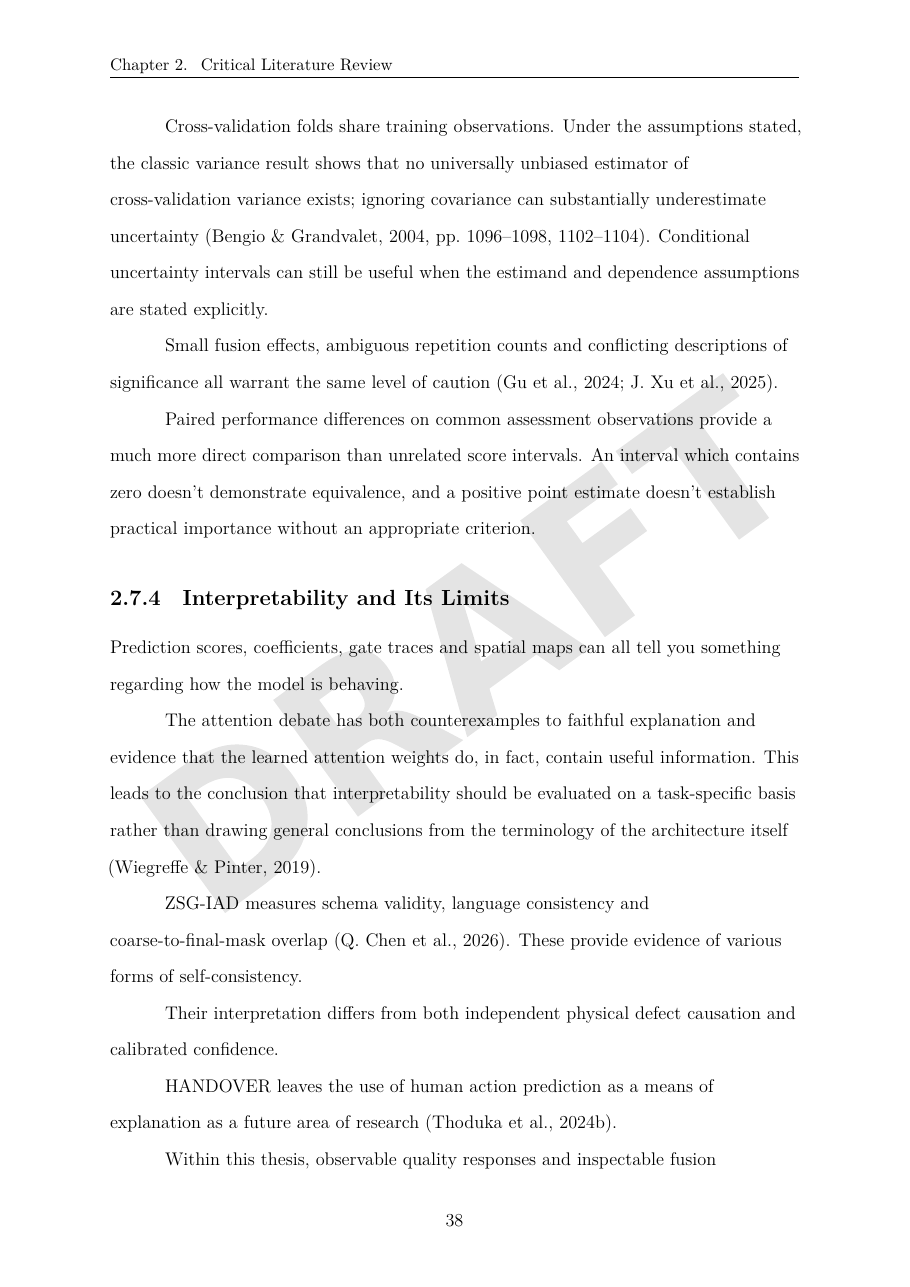 Chapter 2. Critical Literature Review
Cross-validation folds share training observations. Under the assumptions stated,
the classic variance result shows that no universally unbiased estimator of
cross-validation variance exists; ignoring covariance can substantially underestimate
uncertainty (Bengio & Grandvalet, 2004, pp. 1096–1098, 1102–1104). Conditional
uncertainty intervals can still be useful when the estimand and dependence assumptions
are stated explicitly.
Small fusion effects, ambiguous repetition counts and conflicting descriptions of
significance all warrant the same level of caution (Gu et al., 2024; J. Xu et al., 2025).
Paired performance differences on common assessment observations provide a
much more direct comparison than unrelated score intervals. An interval which contains
zero doesn't demonstrate equivalence, and a positive point estimate doesn't establish
practical importance without an appropriate criterion.
2.7.4 Interpretability and Its Limits
Prediction scores, coefficients, gate traces and spatial maps can all tell you something
regarding how the model is behaving.
The attention debate has both counterexamples to faithful explanation and
evidence that the learned attention weights do, in fact, contain useful information. This
leads to the conclusion that interpretability should be evaluated on a task-specific basis
rather than drawing general conclusions from the terminology of the architecture itself
(Wiegreffe & Pinter, 2019).
ZSG-IAD measures schema validity, language consistency and
coarse-to-final-mask overlap (Q. Chen et al., 2026). These provide evidence of various
forms of self-consistency.
Their interpretation differs from both independent physical defect causation and
calibrated confidence.
HANDOVER leaves the use of human action prediction as a means of
explanation as a future area of research (Thoduka et al., 2024b).
Within this thesis, observable quality responses and inspectable fusion
38
DRAFT